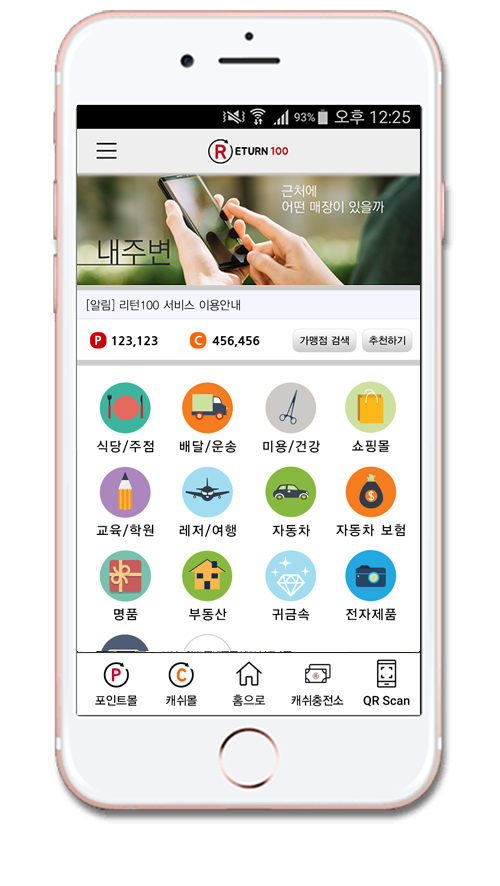 93% 오후 12:25
RETURN 100
근처에
어떤 매장이 있을까
내주변
[알림] 리턴100 서비스 이용안내
P 123,123 C 456,456 가맹점 검색 추천하기
식당/주점 배달/운송 미용/건강 쇼핑몰
교육/학원 레저/여행 자동차 자동차 보험
명품 부동산 귀금속 전자제품
P C R
포인트몰 캐쉬몰 홈으로 캐쉬충전소 QR Scan